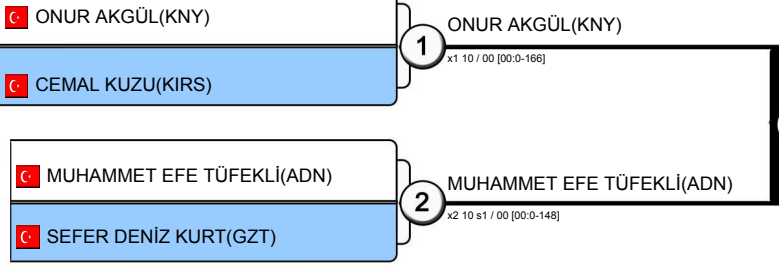 ONUR AKGÜL(KNY)
CEMAL KUZU(KIRS)
1
ONUR AKGÜL(KNY)
x1 10 / 00 [00:0-166]
MUHAMMET EFE TÜFEKLİ(ADN)
SEFER DENİZ KURT(GZT)
2
MUHAMMET EFE TÜFEKLİ(ADN)
x2 10 s1 / 00 [00:0-148]